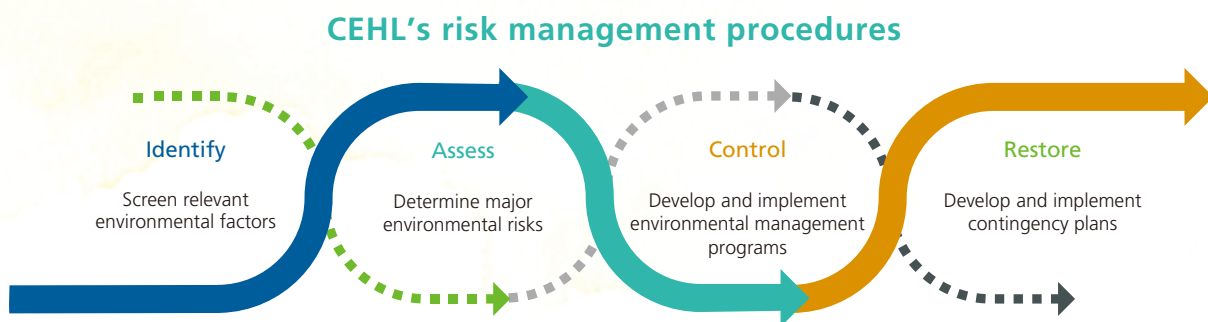 CEHL’s risk management procedures
Identify
Screen relevant
environmental factors
Assess
Determine major
environmental risks
Control
Develop and implement
environmental management
programs
Restore
Develop and implement
contingency plans